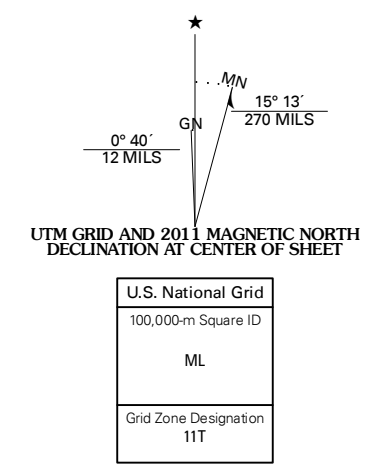 ★
MN
GN
15° 13´
270 MILS
0° 40´
12 MILS
UTM GRID AND 2011 MAGNETIC NORTH
DECLINATION AT CENTER OF SHEET
U.S. National Grid
100,000-m Square ID
ML
Grid Zone Designation
11T